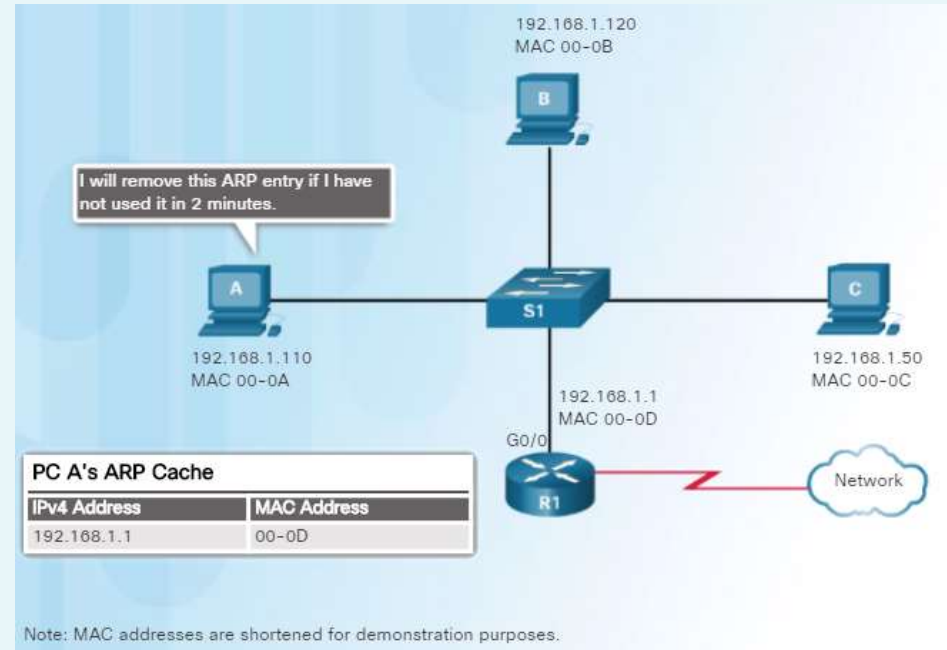 192.168.1.120
MAC 00-0B
B
I will remove this ARP entry if I have
not used it in 2 minutes.
A
S1
C
192.168.1.110
MAC 00-0A
192.168.1.50
MAC 00-0C
192.168.1.1
MAC 00-0D
G0/0
R1
Network
PC A's ARP Cache
IPv4 Address MAC Address
192.168.1.1 00-0D
Note: MAC addresses are shortened for demonstration purposes.